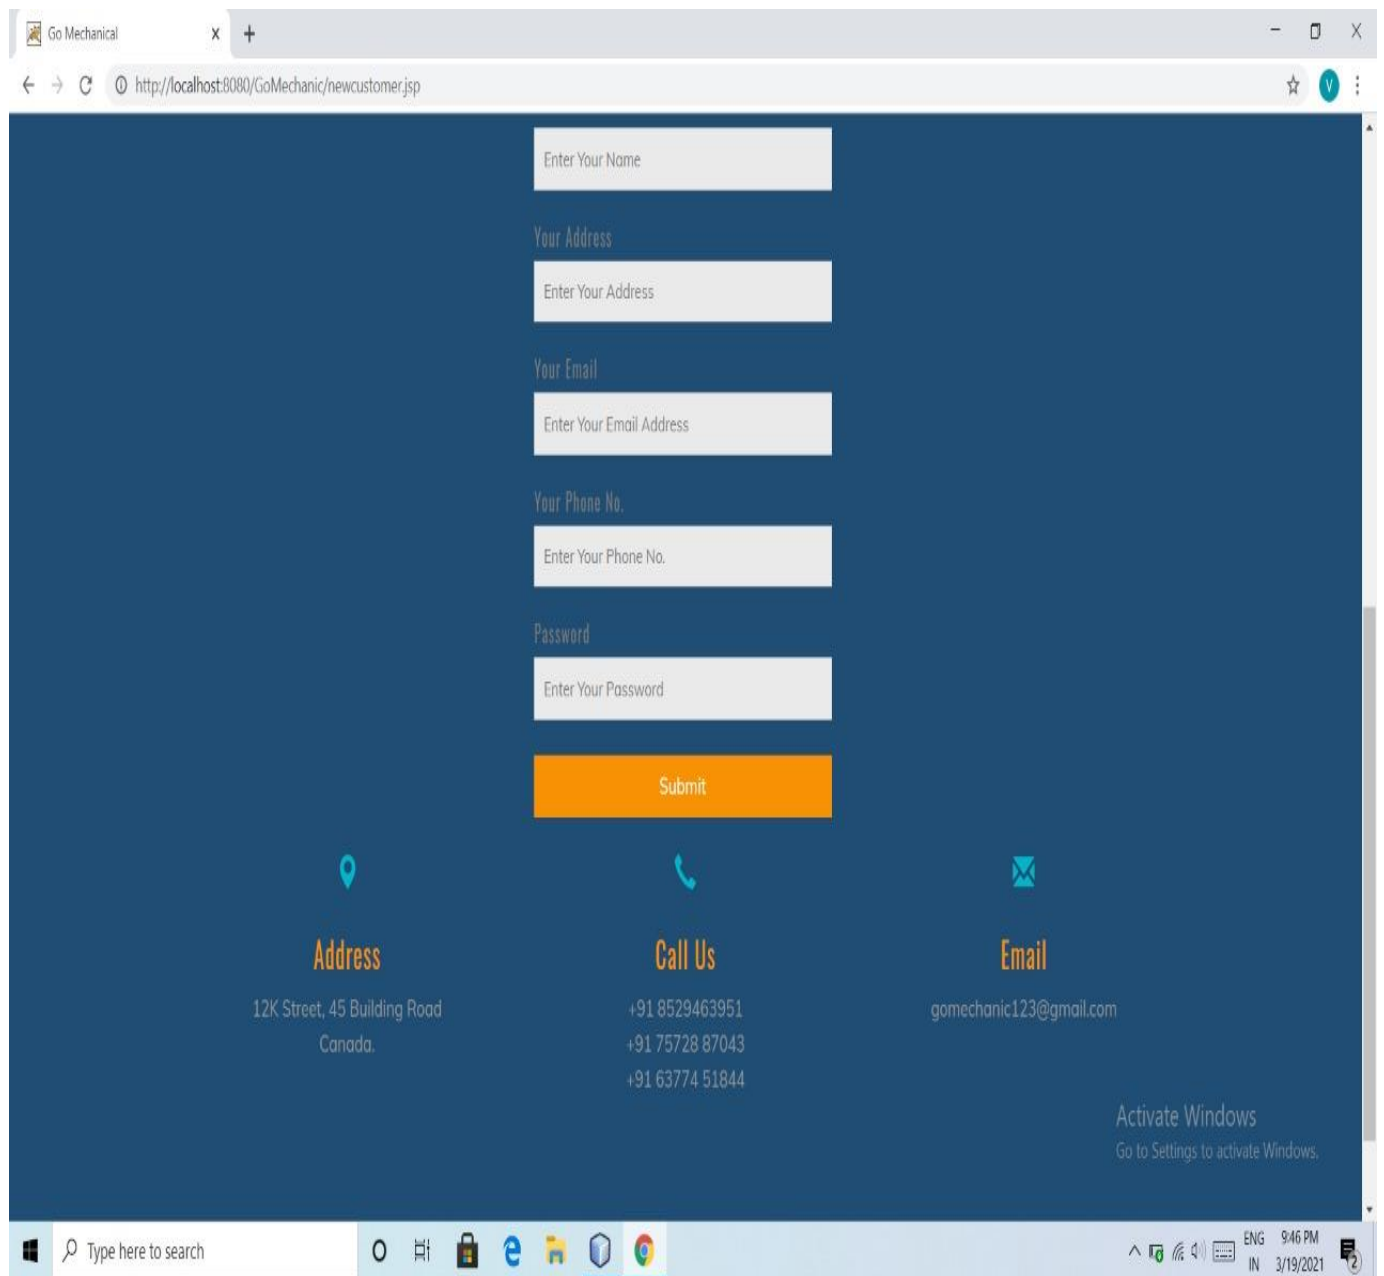 Go Mechanical
http://localhost:8080/GoMechanic/newcustomer.jsp
V
Enter Your Name
Your Address
Enter Your Address
Your Email
Enter Your Email Address
Your Phone No.
Enter Your Phone No.
Password
Enter Your Password
Submit
Address
12K Street, 45 Building Road
Canada.
Call Us
+91 8529463951
+91 75728 87043
+91 63774 51844
Email
gomechanic123@gmail.com
Activate Windows
Go to Settings to activate Windows.
Type here to search
ENG
IN
9:46 PM
3/19/2021
2